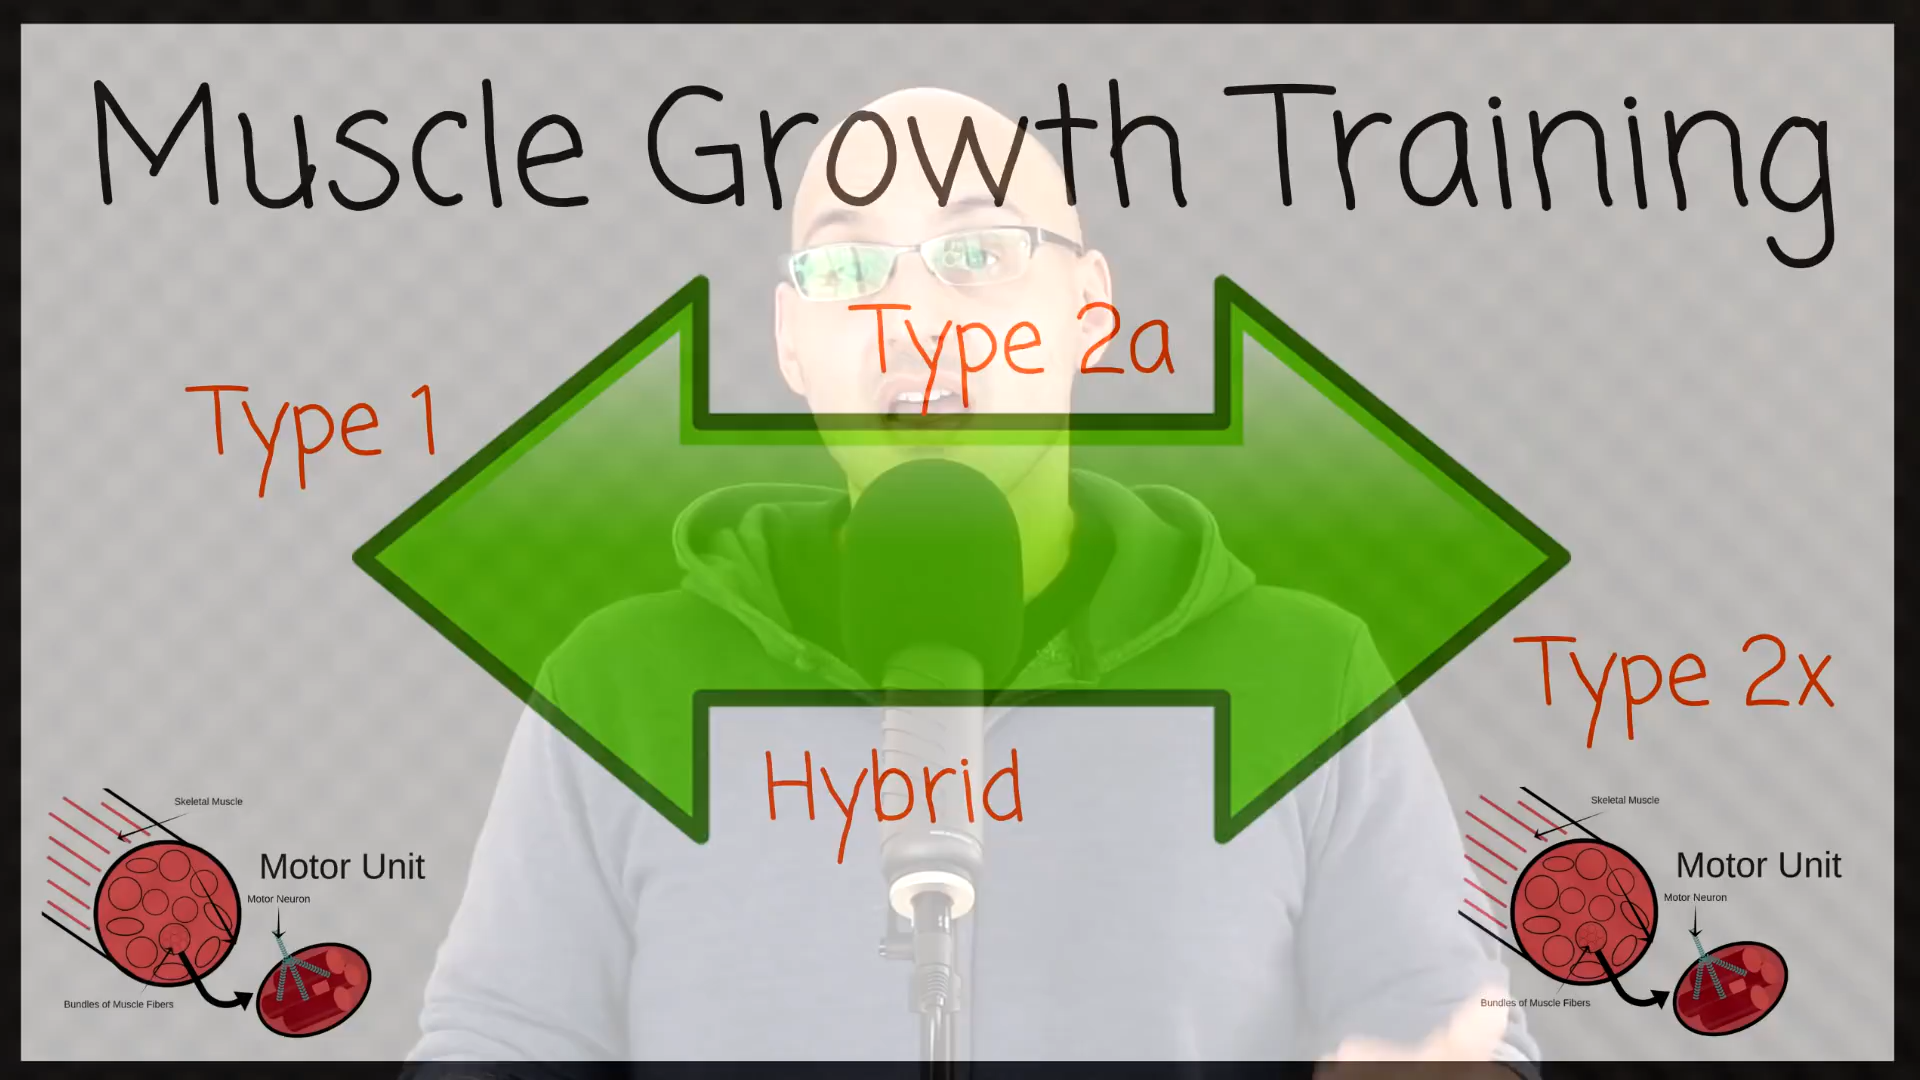 Muscle Growth Training
Type 2a
Type 1
Type 2x
Hybrid
Skeletal Muscle
Motor Unit
Motor Neuron
Bundles of Muscle Fibers
Skeletal Muscle
Motor Unit
Motor Neuron
Bundles of Muscle Fibers